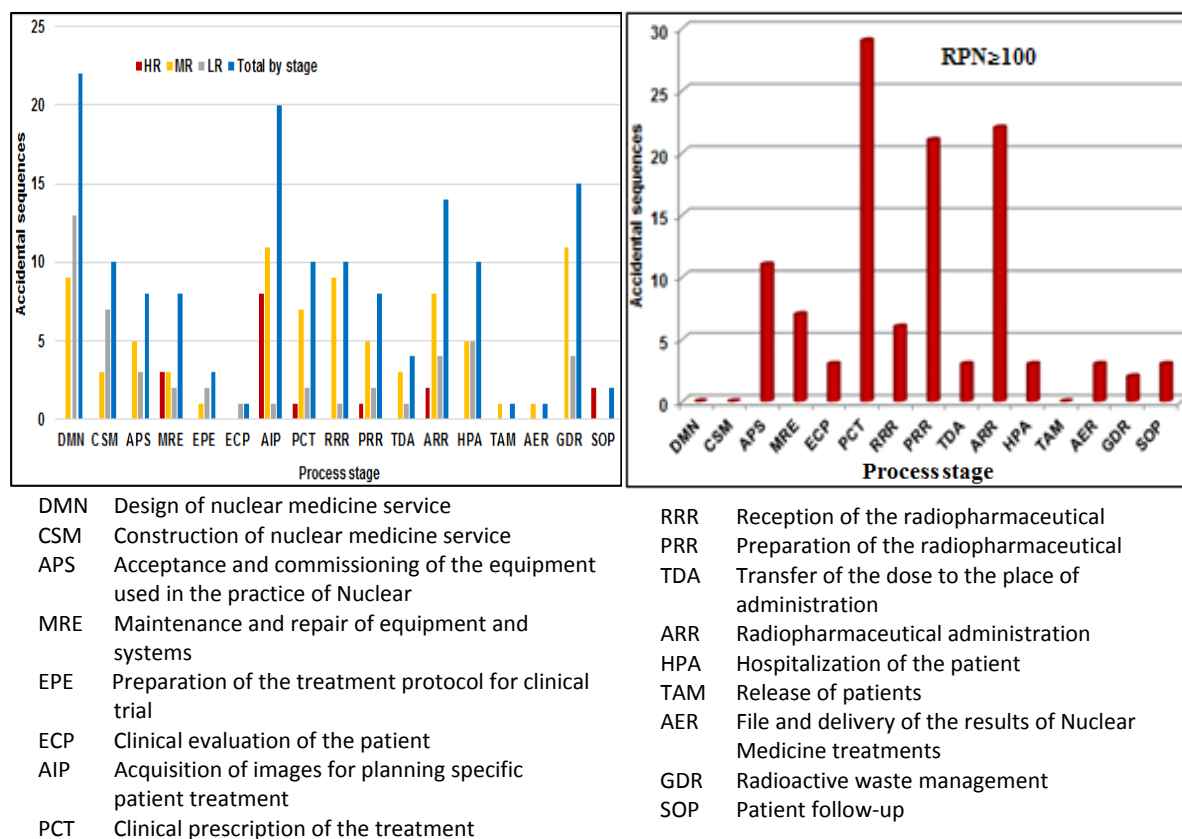 25
20
15
10
5
0
Accidental sequences
HR MR LR Total by stage
DMN CSM APS MRE EPE ECP AIP PCT RRR PRR TDA ARR HPA TAM AER GDR SOP
Process stage
RPN≥100
30
25
20
15
10
5
0
Accidental sequences
DMN CSM APS MRE ECP PCT RRR PRR TDA ARR HPA TAM AER GDR SOP
Process stage
DMN Design of nuclear medicine service
CSM Construction of nuclear medicine service
APS Acceptance and commissioning of the equipment
used in the practice of Nuclear
MRE Maintenance and repair of equipment and
systems
EPE Preparation of the treatment protocol for clinical
trial
ECP Clinical evaluation of the patient
AIP Acquisition of images for planning specific
patient treatment
PCT Clinical prescription of the treatment
RRR Reception of the radiopharmaceutical
PRR Preparation of the radiopharmaceutical
TDA Transfer of the dose to the place of
administration
ARR Radiopharmaceutical administration
HPA Hospitalization of the patient
TAM Release of patients
AER File and delivery of the results of Nuclear
Medicine treatments
GDR Radioactive waste management
SOP Patient follow-up